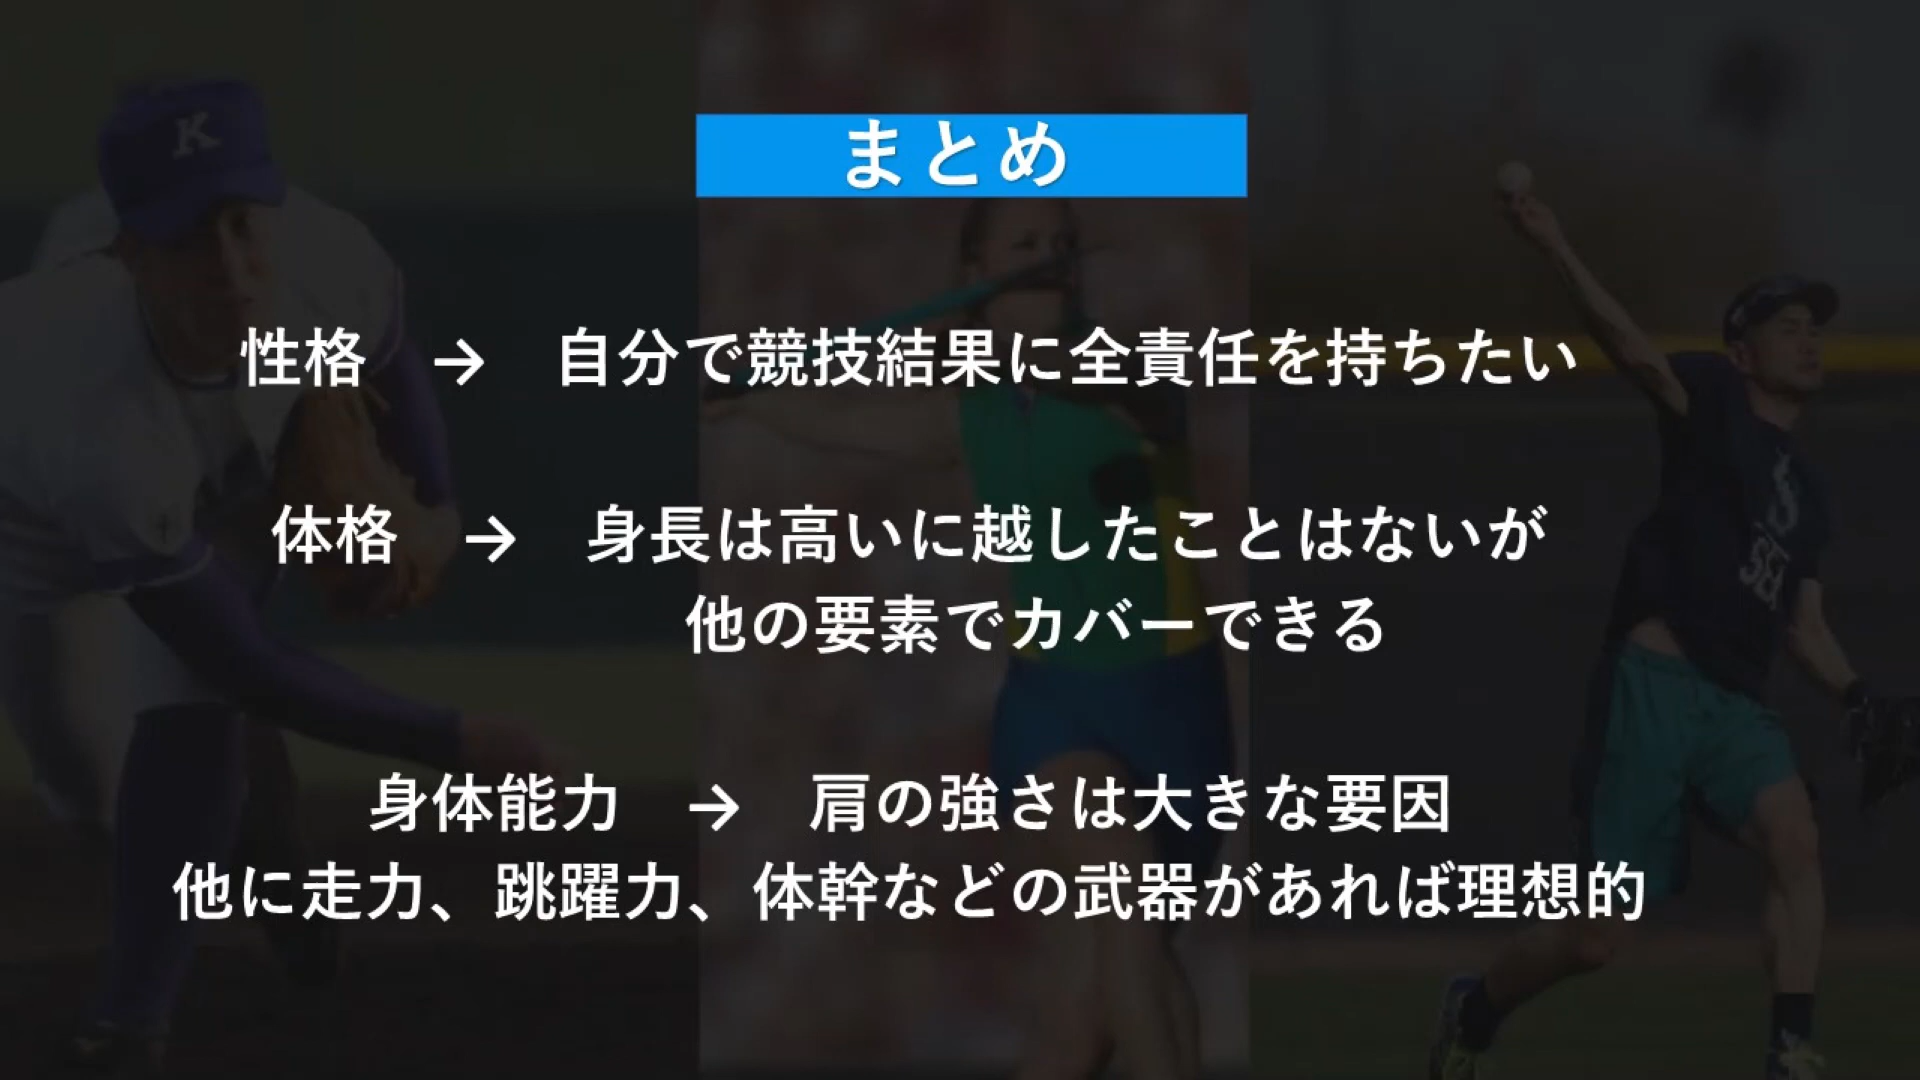 まとめ
性格　→　自分で競技結果に全責任を持ちたい
体格　→　身長は高いに越したことはないが
他の要素でカバーできる
身体能力　→　肩の強さは大きな要因
他に走力、跳躍力、体幹などの武器があれば理想的
K